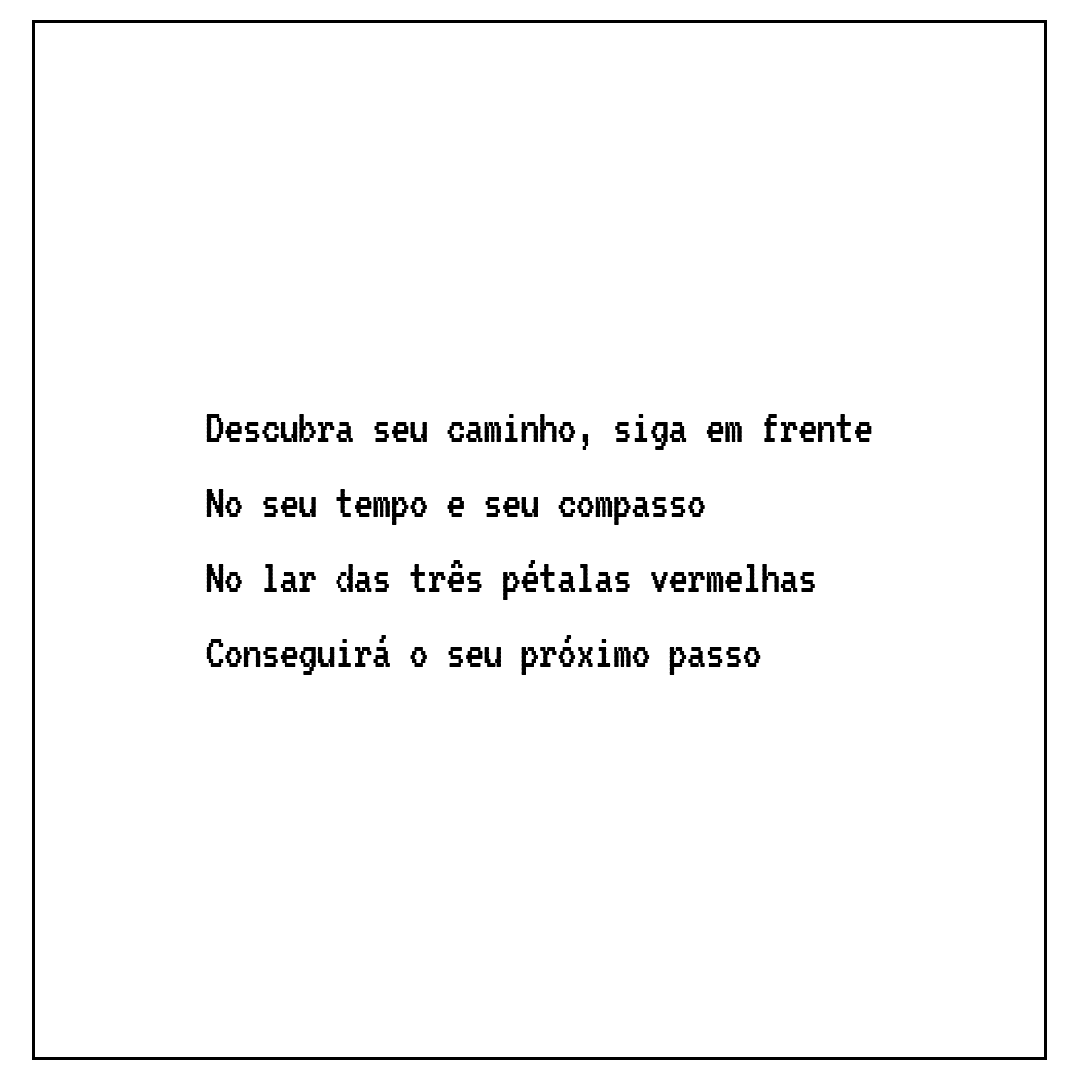 Descubra seu caminho, siga em frente
No seu tempo e seu compasso
No lar das três pétalas vermelhas
Conseguirá o seu próximo passo